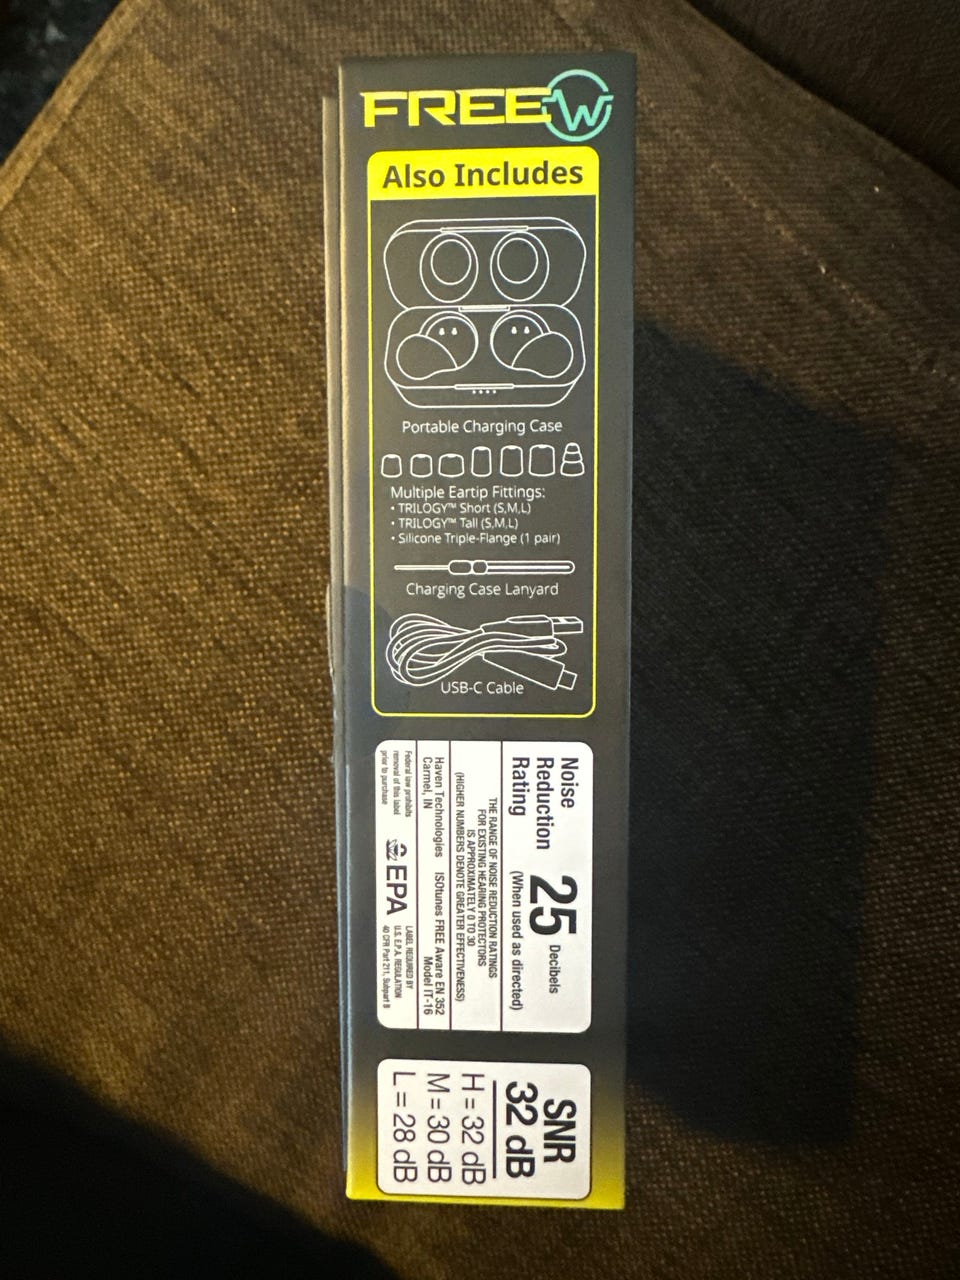 FREE W
Also Includes
Portable Charging Case
Multiple Eartip Fittings:
• TRILOGY™ Short (S,M,L)
• TRILOGY™ Tall (S,M,L)
• Silicone Triple-Flange (1 pair)
Charging Case Lanyard
USB-C Cable
Noise
Reduction
Rating
25 Decibels
(When used as directed)
THE RANGE OF NOISE REDUCTION RATINGS
FOR EXISTING HEARING PROTECTORS
IS APPROXIMATELY 0 TO 30
(HIGHER NUMBERS DENOTE GREATER EFFECTIVENESS)
Haven Technologies
Carmel, IN
ISOtunes FREE Aware EN 352
Model IT-16
Federal law prohibits
removal of this label
prior to purchase
EPA
LABEL REQUIRED BY
U.S. E.P.A. REGULATION
40 CFR Part 211, Subpart B
SNR
32 dB
H = 32 dB
M = 30 dB
L = 28 dB